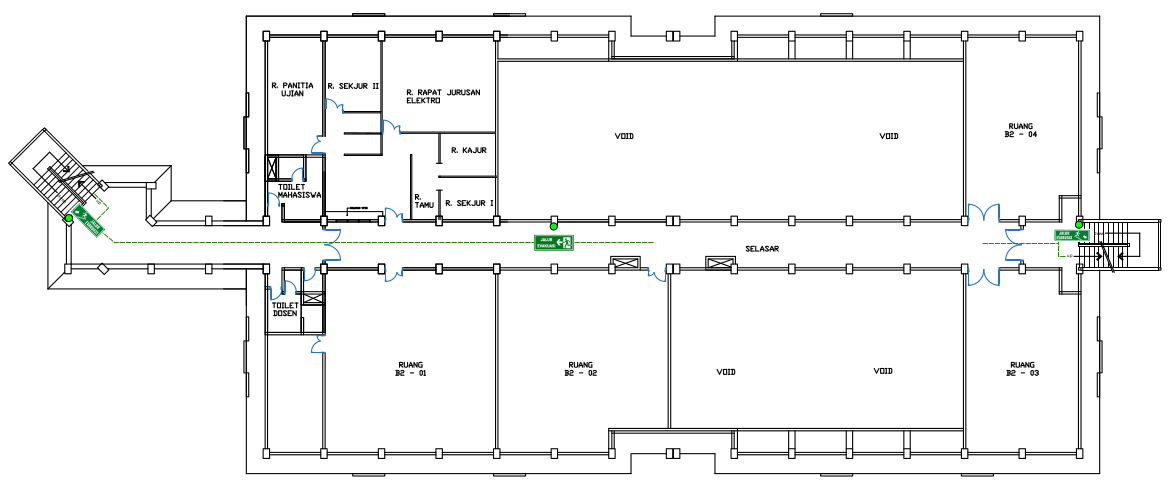 R. PANITIA
UJIAN
R. SEKJUR II
R. RAPAT JURUSAN
ELEKTRO
VOID
VOID
RUANG
B2 - 04
R. KAJUR
TOILET
MAHASISWA
R.
TAMU
R. SEKJUR I
JALUR
EVAKUASI
JALUR
EVAKUASI
SELASAR
JALUR
EVAKUASI
TOILET
DOSEN
RUANG
B2 - 01
RUANG
B2 - 02
VOID
VOID
RUANG
B2 - 03